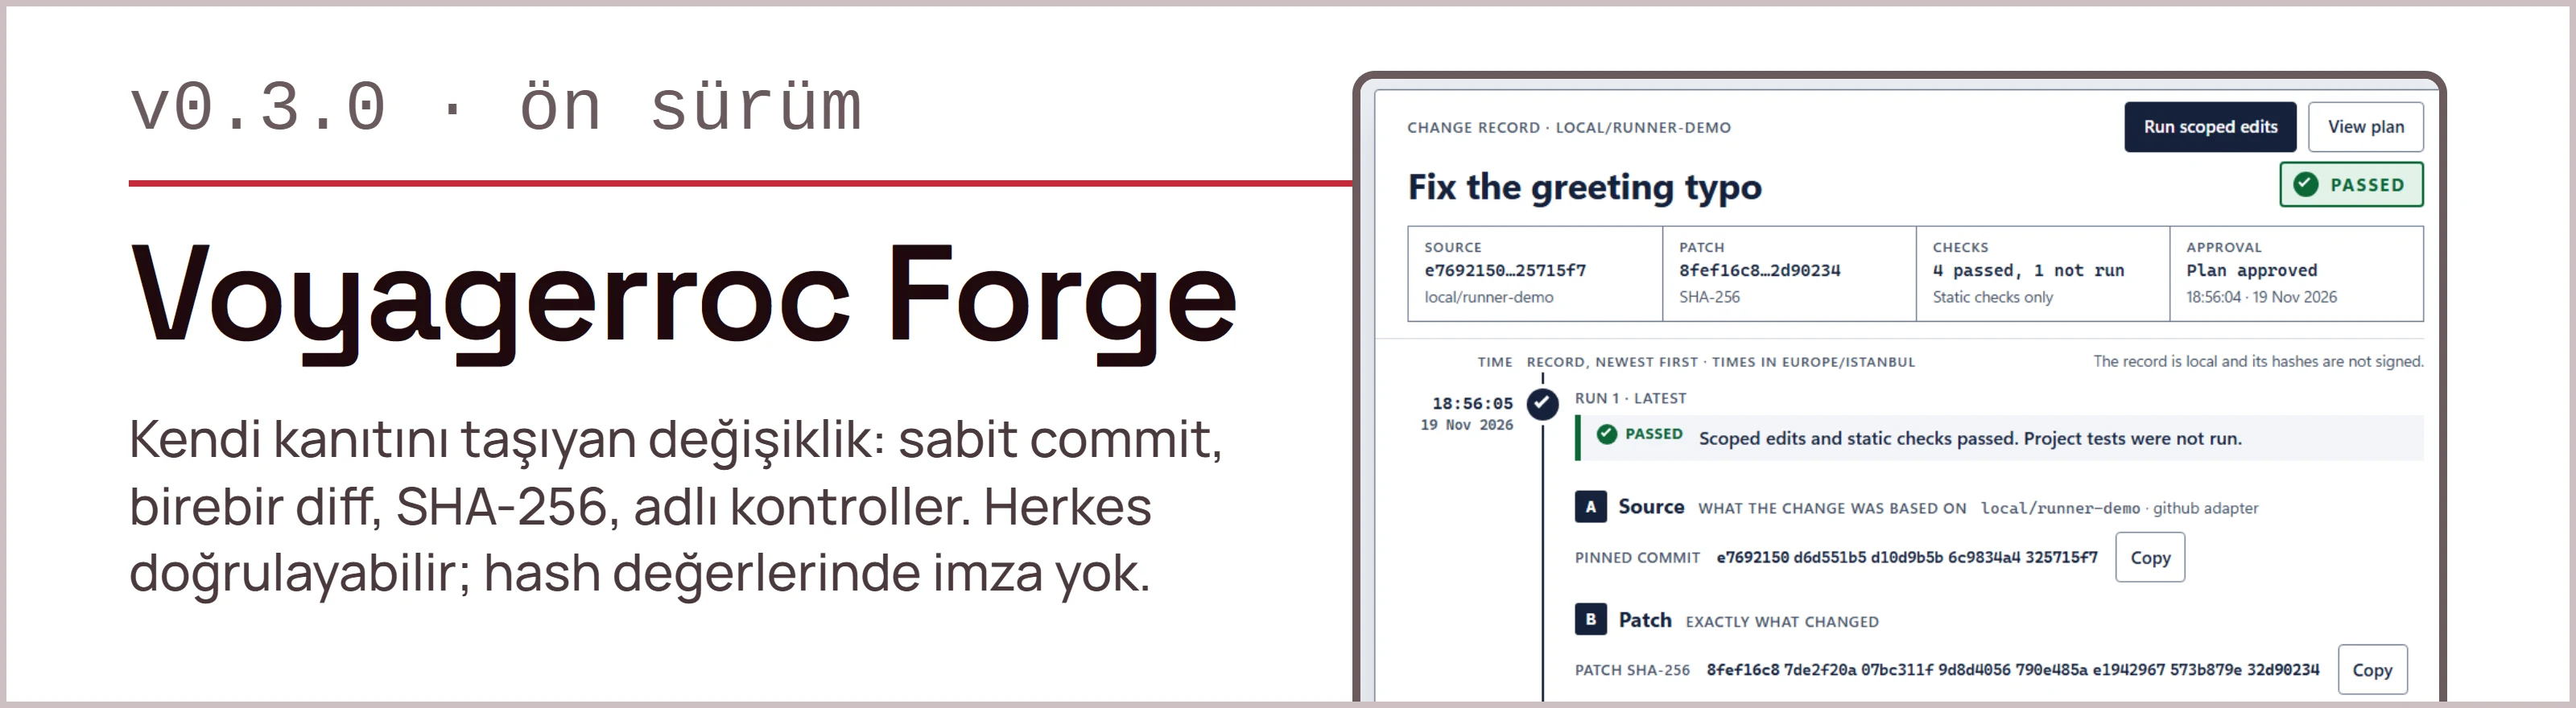 v0.3.0 · ön sürüm
Voyagerroc Forge
Kendi kanıtını taşıyan değişiklik: sabit commit,
birebir diff, SHA-256, adlı kontroller. Herkes
doğrulayabilir; hash değerlerinde imza yok.
CHANGE RECORD · LOCAL/RUNNER-DEMO
Run scoped edits
View plan
Fix the greeting typo
PASSED
SOURCE
e7692150…25715f7
local/runner-demo
PATCH
8fef16c8…2d90234
SHA-256
CHECKS
4 passed, 1 not run
Static checks only
APPROVAL
Plan approved
18:56:04 · 19 Nov 2026
TIME RECORD, NEWEST FIRST · TIMES IN EUROPE/ISTANBUL
The record is local and its hashes are not signed.
18:56:05
19 Nov 2026
RUN 1 · LATEST
PASSED Scoped edits and static checks passed. Project tests were not run.
A Source WHAT THE CHANGE WAS BASED ON local/runner-demo · github adapter
PINNED COMMIT e7692150 d6d551b5 d10d9b5b 6c9834a4 325715f7 Copy
B Patch EXACTLY WHAT CHANGED
PATCH SHA-256 8fef16c8 7de2f20a 07bc311f 9d8d4056 790e485a e1942967 573b879e 32d90234 Copy